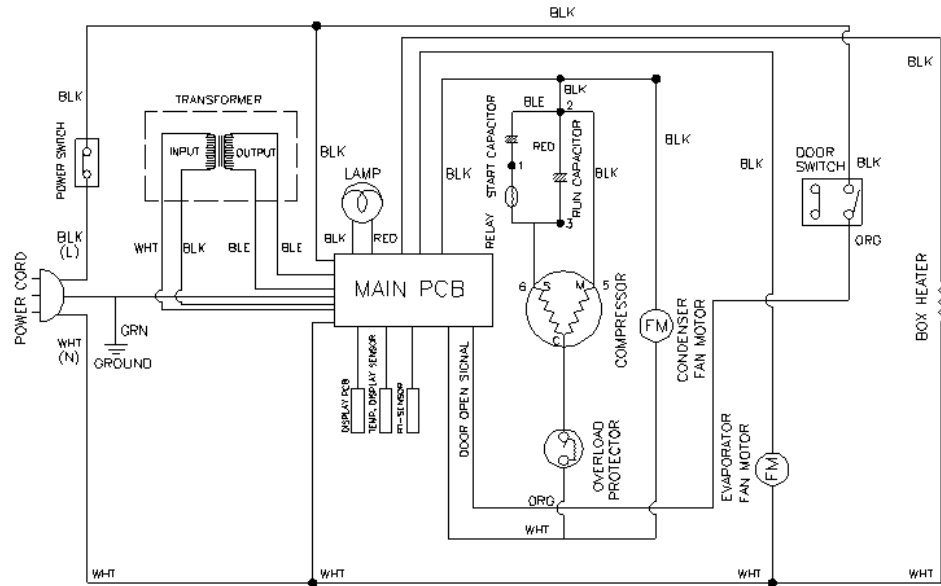 BLK
BLK
BLK
TRANSFORMER
INPUT
OUTPUT
POWER SWITCH
BLK
LAMP
BLK
RED
BLK
(L)
WHT
BLK
BLE
BLE
POWER CORD
WHT
(N)
GRN
GROUND
MAIN PCB
DISPLAY PCB
TEMP. DISPLAY SENSOR
RT-SENSOR
DOOR OPEN SIGNAL
BLK
BLK
BLE
2
RED
START CAPACITOR
RUN CAPACITOR
1
BLK
3
RELAY
6
S
M
5
C
COMPRESSOR
OVERLOAD
PROTECTOR
BLK
FM
CONDENSER
FAN MOTOR
BLK
FM
EVAPORATOR
FAN MOTOR
DOOR
SWITCH
BLK
ORG
BLK
BOX HEATER
ORG
WHT
WHT
WHT
WHT
WHT